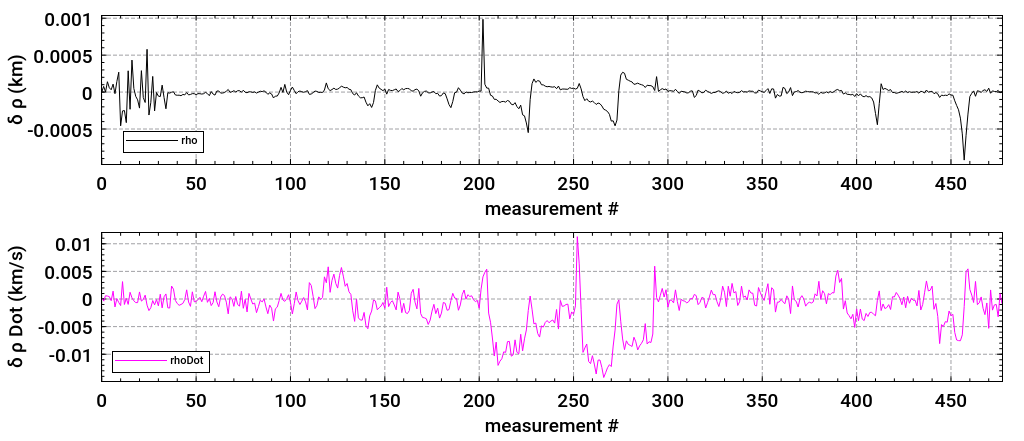 0.001
0.0005
0
-0.0005
δ ρ (km)
rho
0 50 100 150 200 250 300 350 400 450
measurement #
0.01
0.005
0
-0.005
-0.01
δ ρ Dot (km/s)
rhoDot
0 50 100 150 200 250 300 350 400 450
measurement #